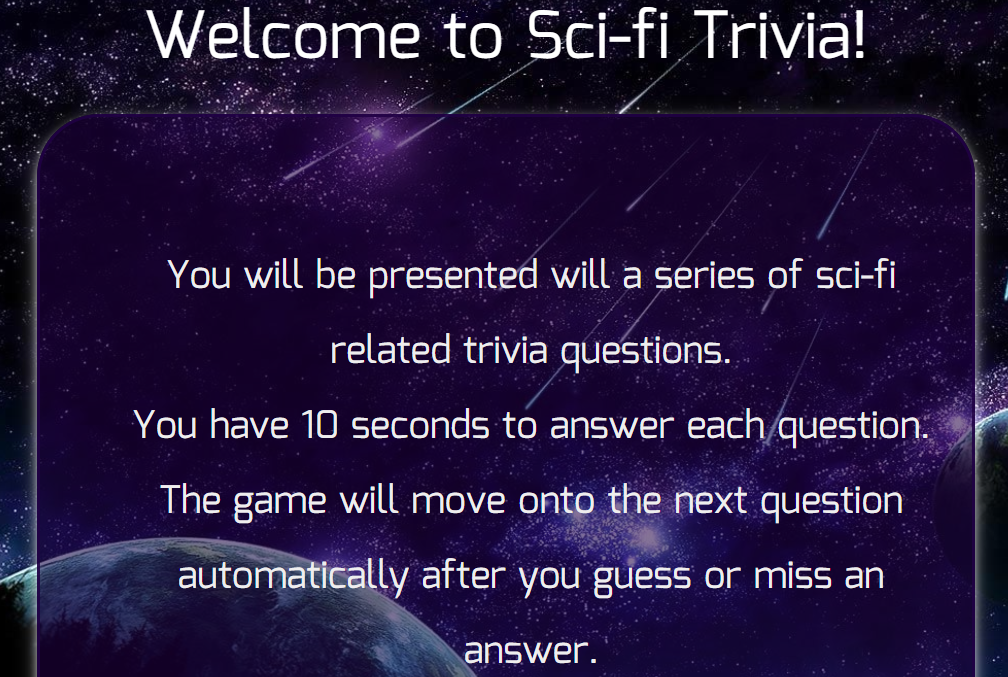 Welcome to Sci-fi Trivia!
You will be presented will a series of sci-fi
related trivia questions.
You have 10 seconds to answer each question.
The game will move onto the next question
automatically after you guess or miss an
answer.